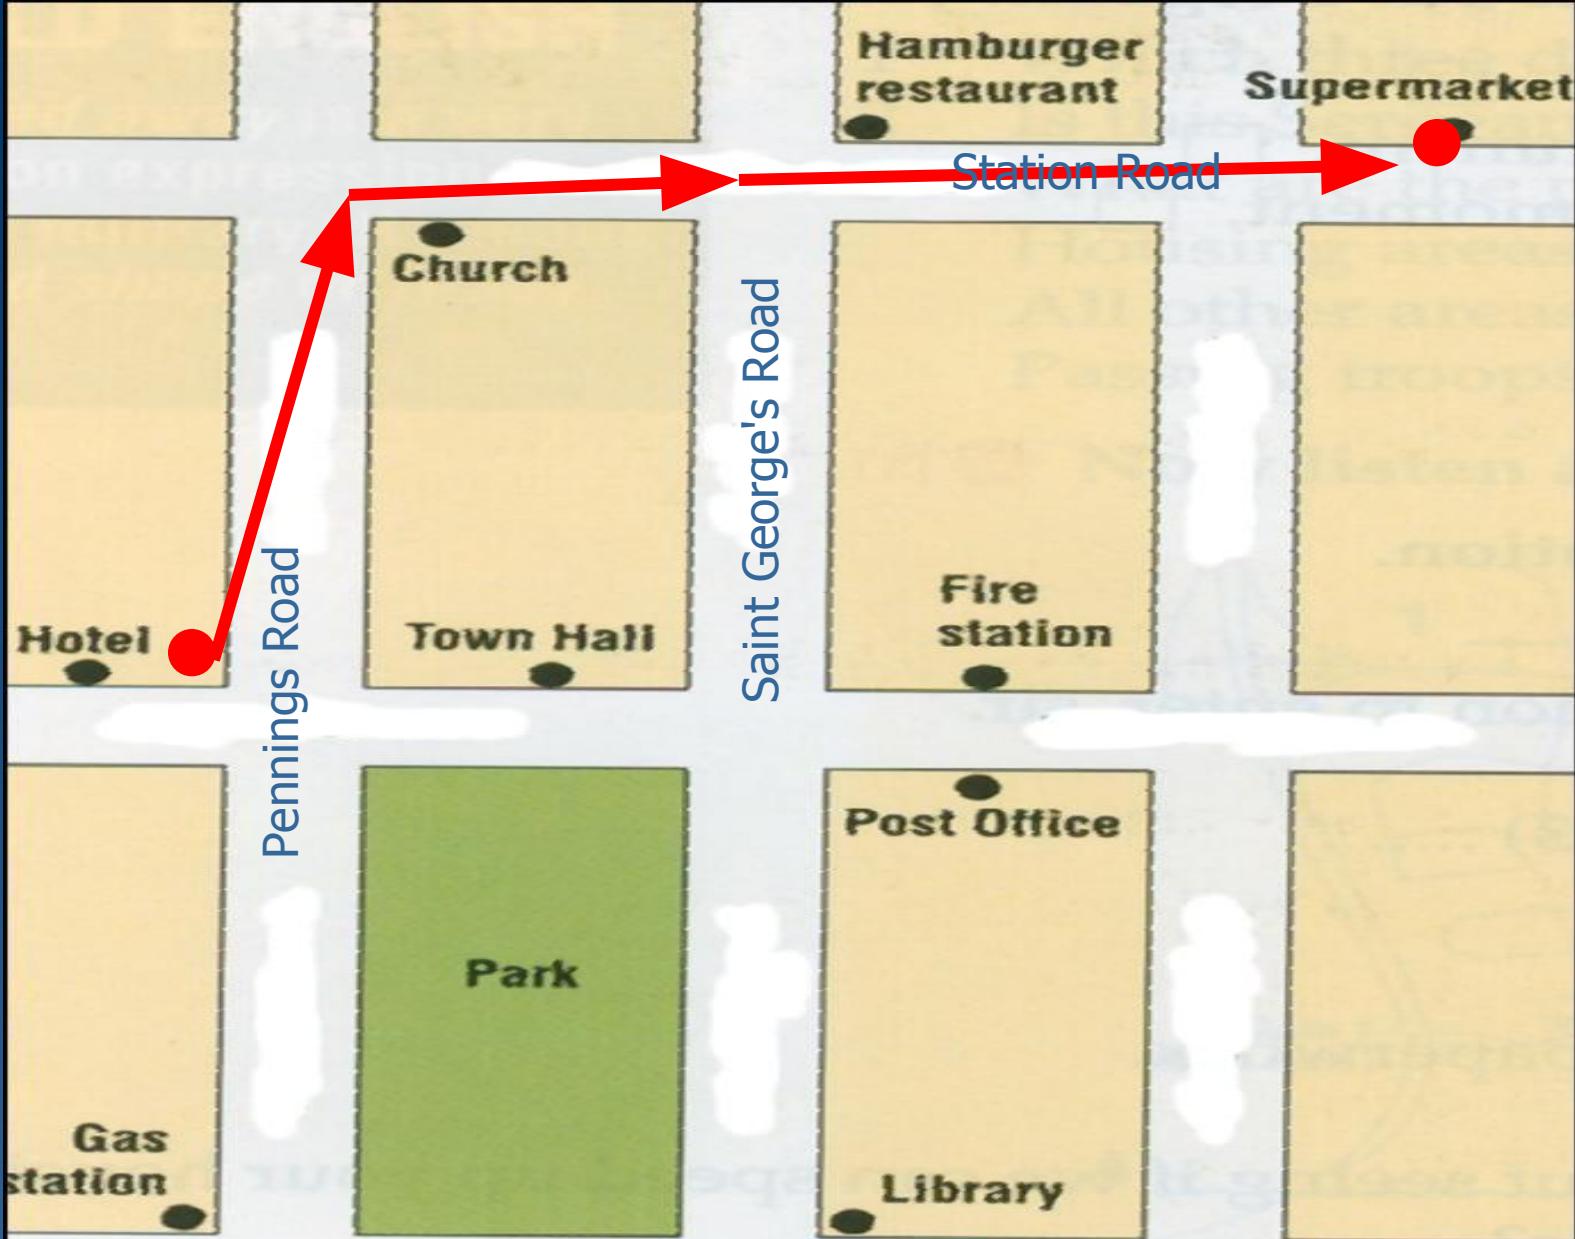 Hamburger
restaurant
Supermarket
Station Road
Church
Saint George's Road
Pennings Road
Hotel
Town Hall
Fire
station
Post Office
Park
Gas
station
Library